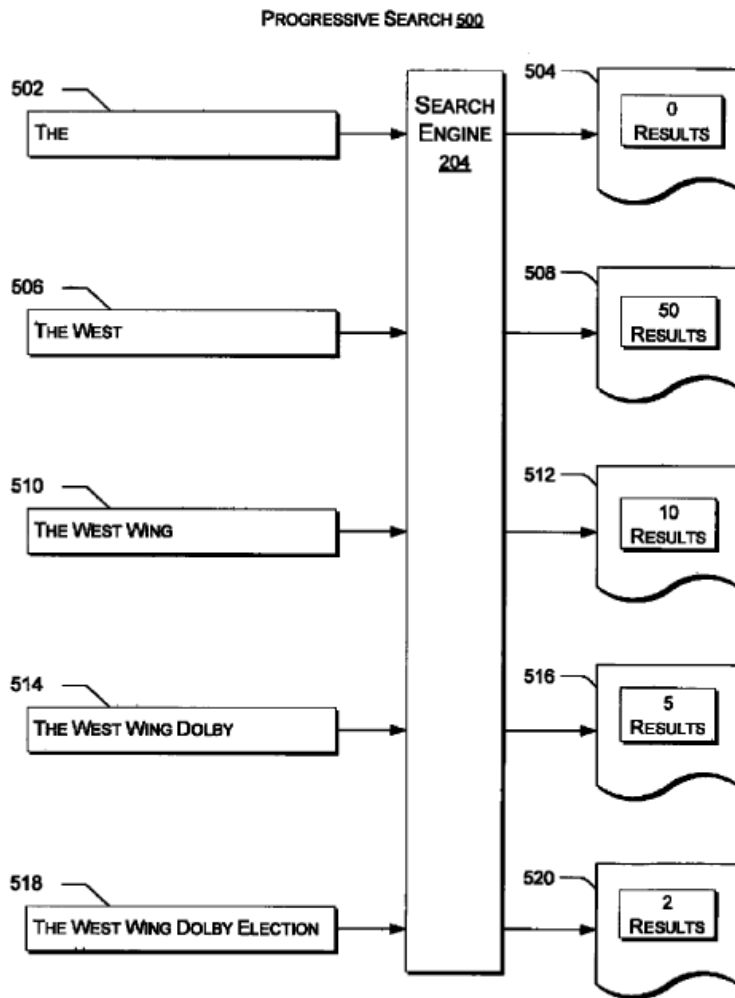 PROGRESSIVE SEARCH 500
502
THE
SEARCH
ENGINE
204
504
0
RESULTS
506
THE WEST
508
50
RESULTS
510
THE WEST WING
512
10
RESULTS
514
THE WEST WING DOLBY
516
5
RESULTS
518
THE WEST WING DOLBY ELECTION
520
2
RESULTS